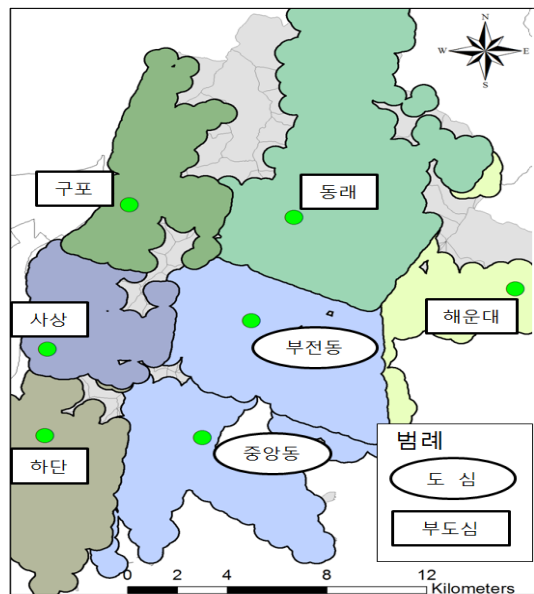 N
W E
S
구포
동래
사상
해운대
부전동
하단
중앙동
범례
도 심
부도심
0 2 4 8 12
Kilometers